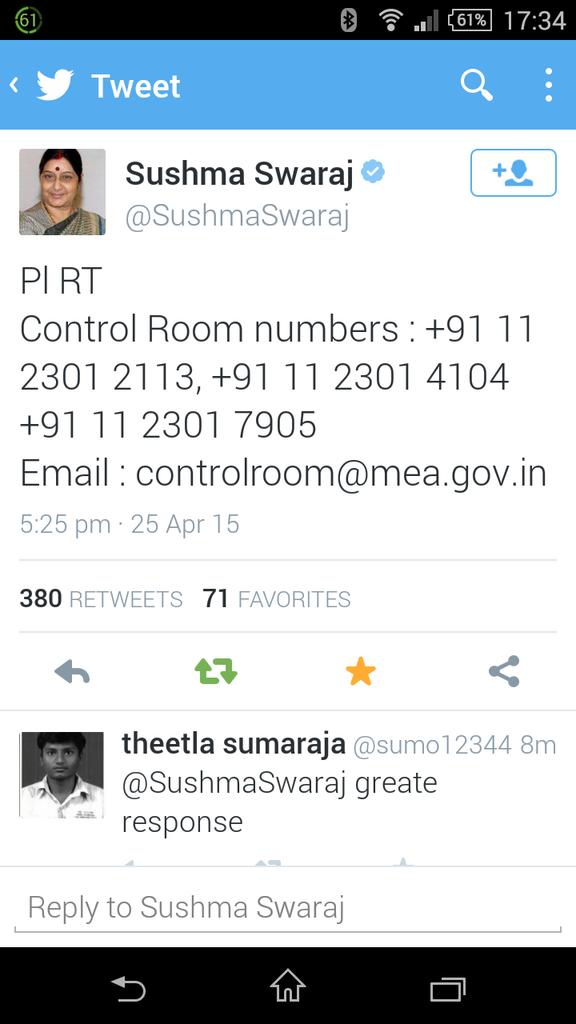 61
61% 17:34
Tweet
Sushma Swaraj
@SushmaSwaraj
Pl RT
Control Room numbers : +91 11
2301 2113, +91 11 2301 4104
+91 11 2301 7905
Email : controlroom@mea.gov.in
5:25 pm · 25 Apr 15
380 RETWEETS 71 FAVORITES
theetla sumaraja @sumo12344 8m
@SushmaSwaraj greate
response
Reply to Sushma Swaraj